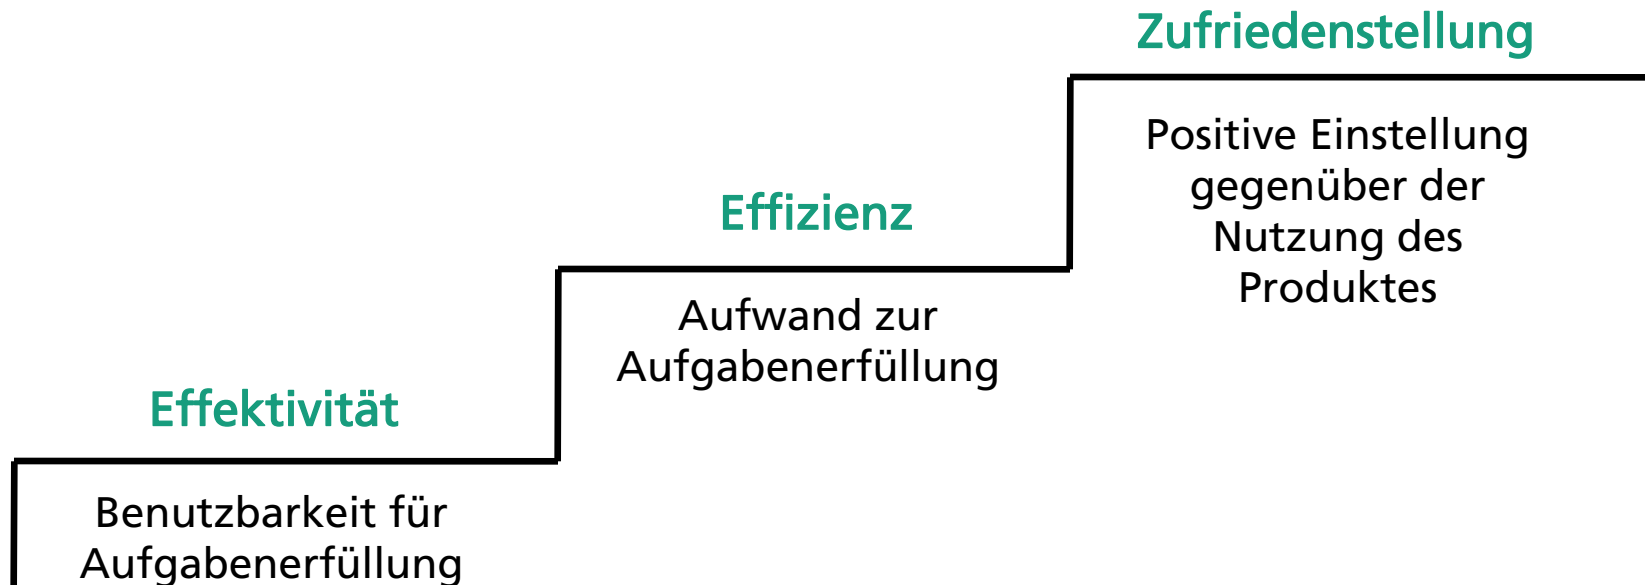 Zufriedenstellung
Positive Einstellung
gegenüber der
Nutzung des
Produktes
Effizienz
Aufwand zur
Aufgabenerfüllung
Effektivität
Benutzbarkeit für
Aufgabenerfüllung